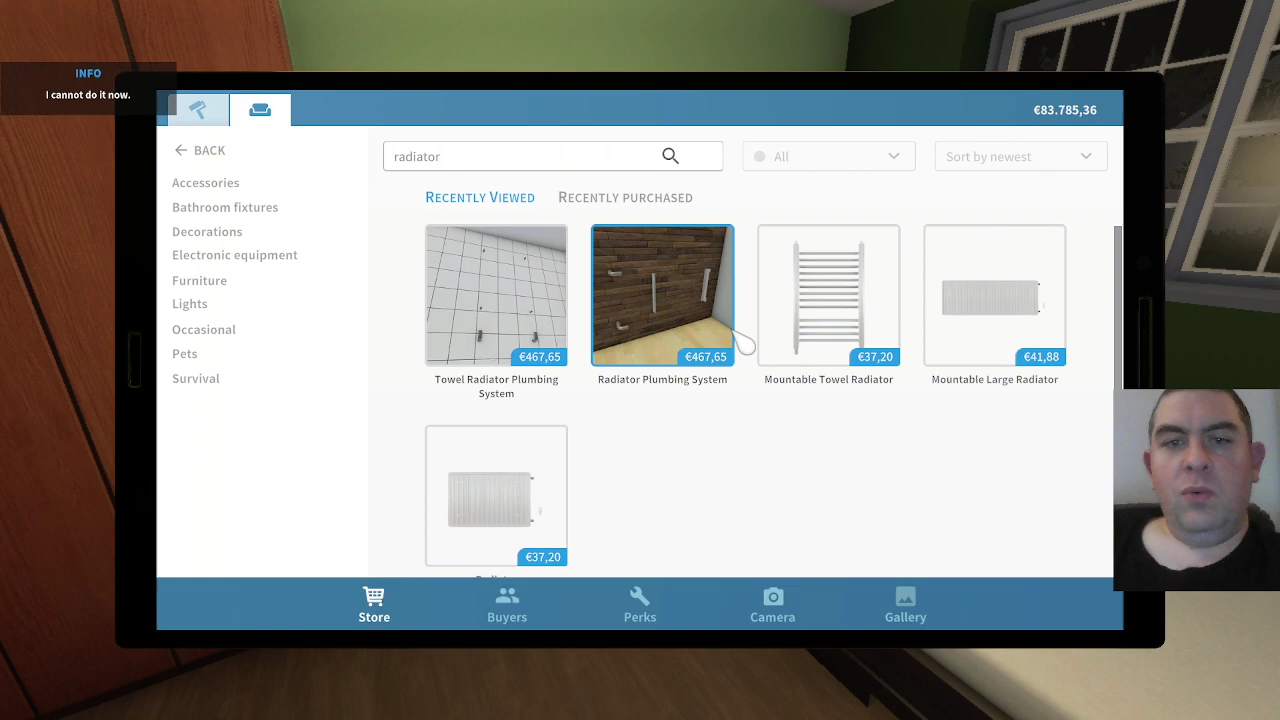 INFO
I cannot do it now.
€83.785,36
BACK
Accessories
Bathroom fixtures
Decorations
Electronic equipment
Furniture
Lights
Occasional
Pets
Survival
radiator
All
Sort by newest
RECENTLY VIEWED
RECENTLY PURCHASED
€467,65
Towel Radiator Plumbing
System
€467,65
Radiator Plumbing System
€37,20
Mountable Towel Radiator
€41,88
Mountable Large Radiator
€37,20
Store
Buyers
Perks
Camera
Gallery